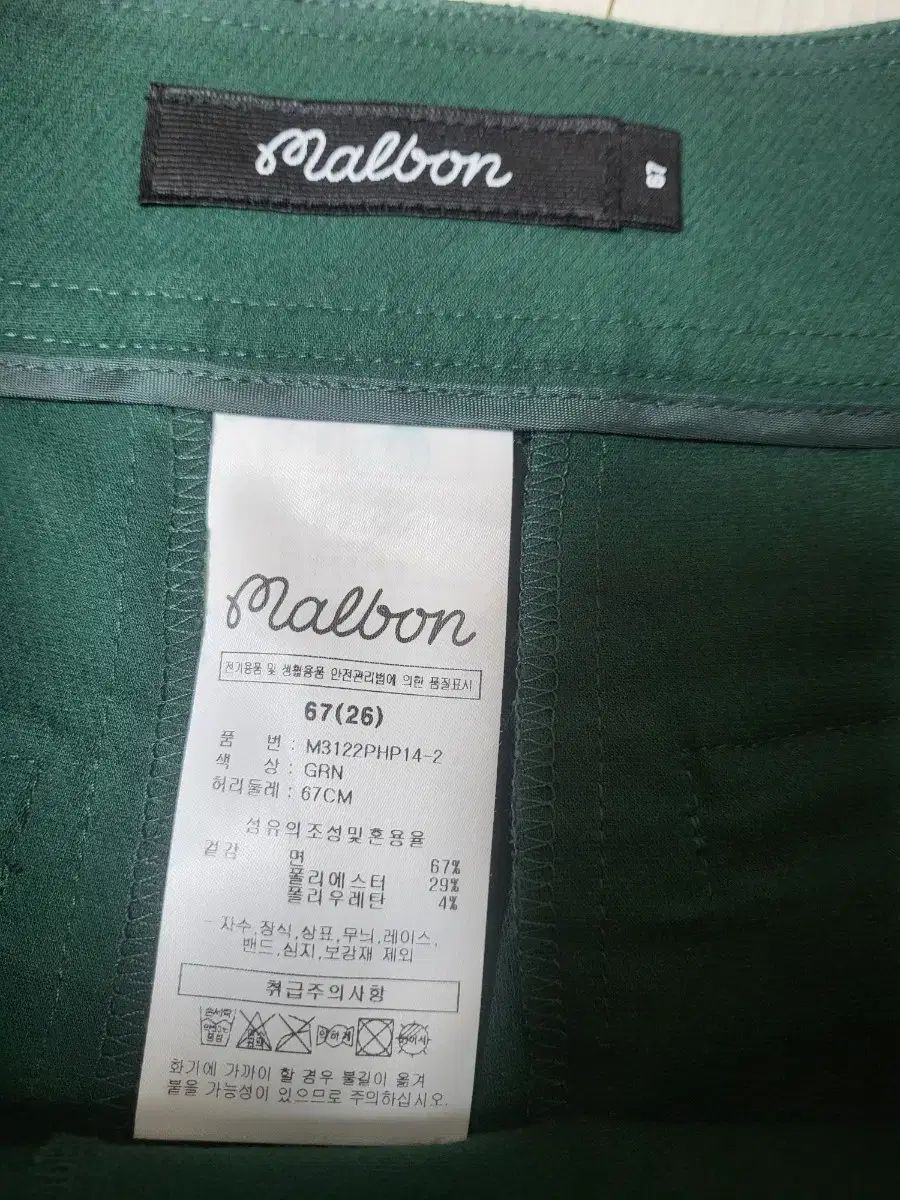 Malbon
67
Malbon
전기용품 및 생활용품 안전관리법에 의한 품질표시
67(26)
품 번 : M3122PHP14-2
색 상 : GRN
허리둘레 : 67CM
섬유의조성및혼용율
겉감 면 67%
폴리에스터 29%
폴리우레탄 4%
- 자수,장식,상표,무늬,레이스,
밴드,심지,보강재 제외
취급주의사항
손세탁
화기에 가까이 할 경우 불길이 옮겨
붙을 가능성이 있으므로 주의하십시오.